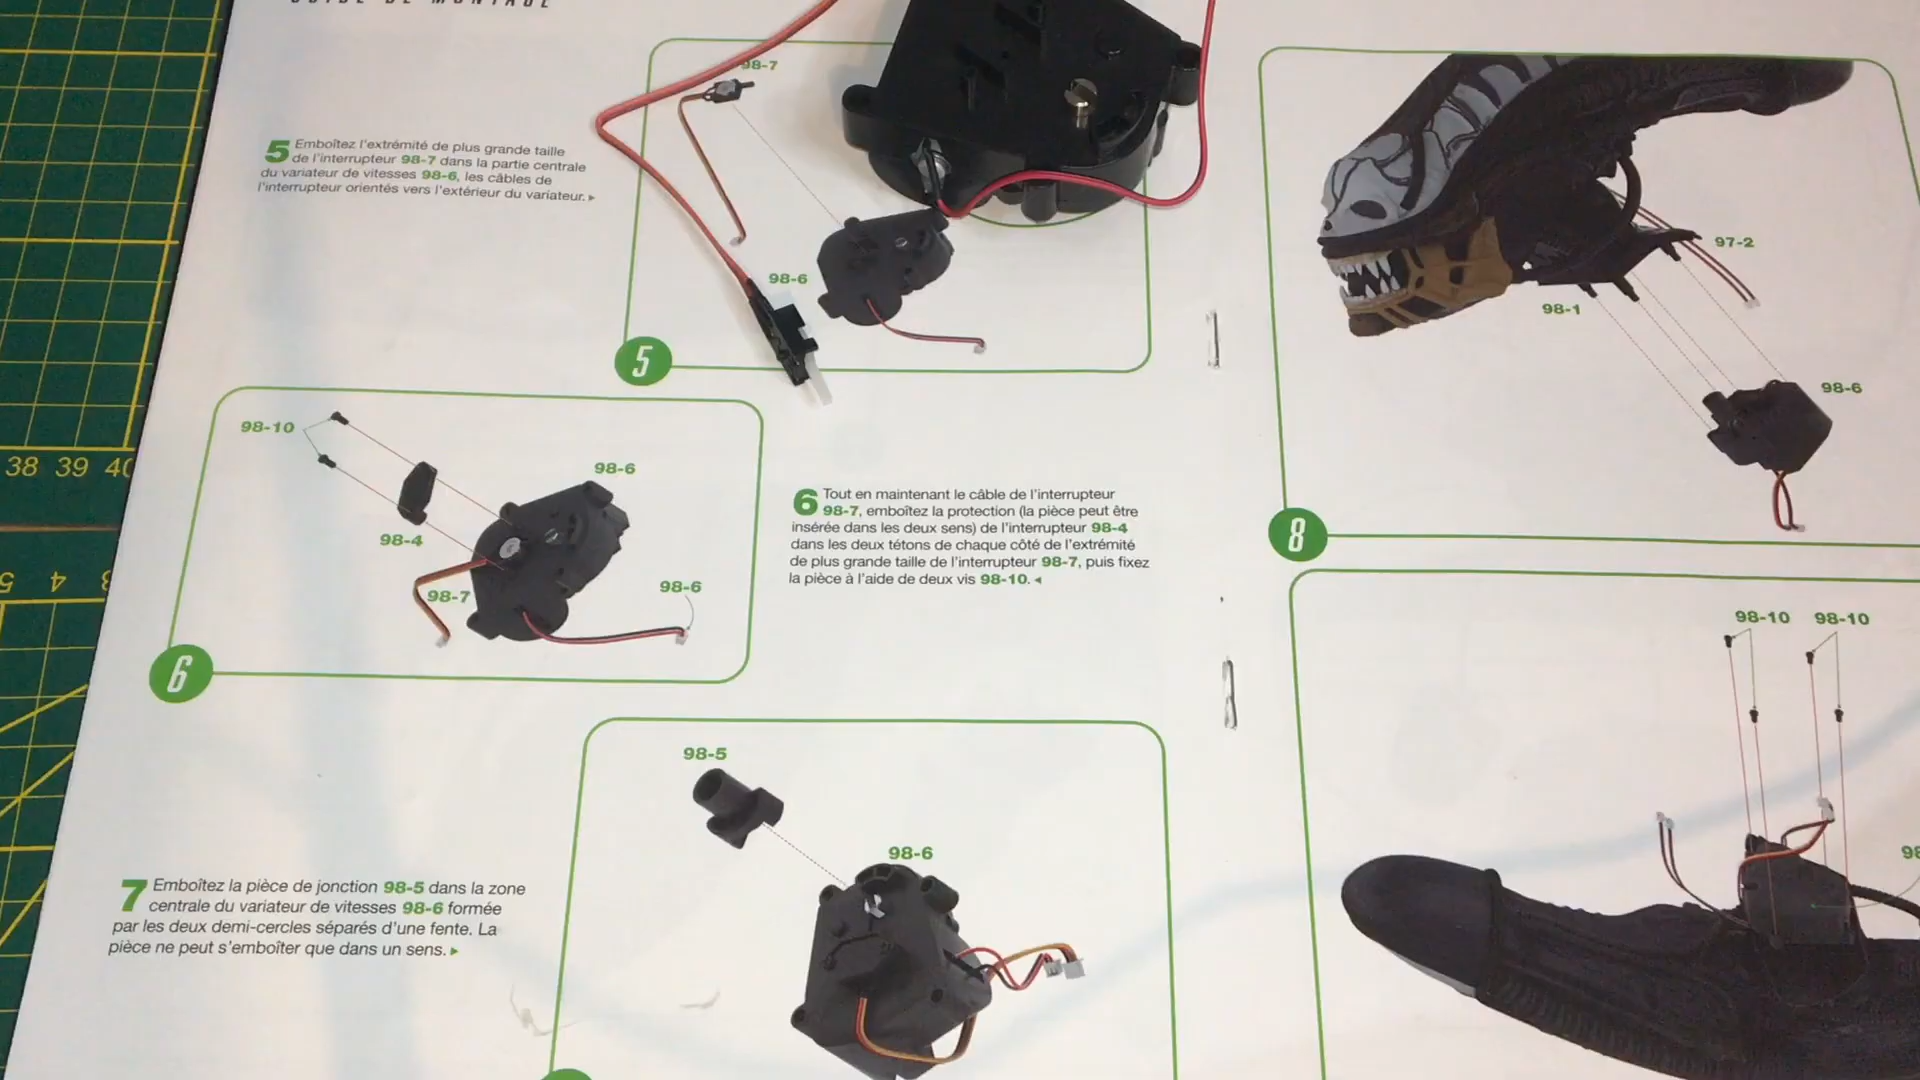 GUIDE DE MONTAGE
98-7
5 Emboîtez l'extrémité de plus grande taille
de l'interrupteur 98-7 dans la partie centrale
du variateur de vitesses 98-6, les câbles de
l'interrupteur orientés vers l'extérieur du variateur. ▸
98-6
5
97-2
98-1
98-6
8
98-10
98-6
98-4
98-7
98-6
6
6 Tout en maintenant le câble de l'interrupteur
98-7, emboîtez la protection (la pièce peut être
insérée dans les deux sens) de l'interrupteur 98-4
dans les deux tétons de chaque côté de l'extrémité
de plus grande taille de l'interrupteur 98-7, puis fixez
la pièce à l'aide de deux vis 98-10. ◂
98-10 98-10
98-5
98-6
7 Emboîtez la pièce de jonction 98-5 dans la zone
centrale du variateur de vitesses 98-6 formée
par les deux demi-cercles séparés d'une fente. La
pièce ne peut s'emboîter que dans un sens. ▸
38 39
5 4